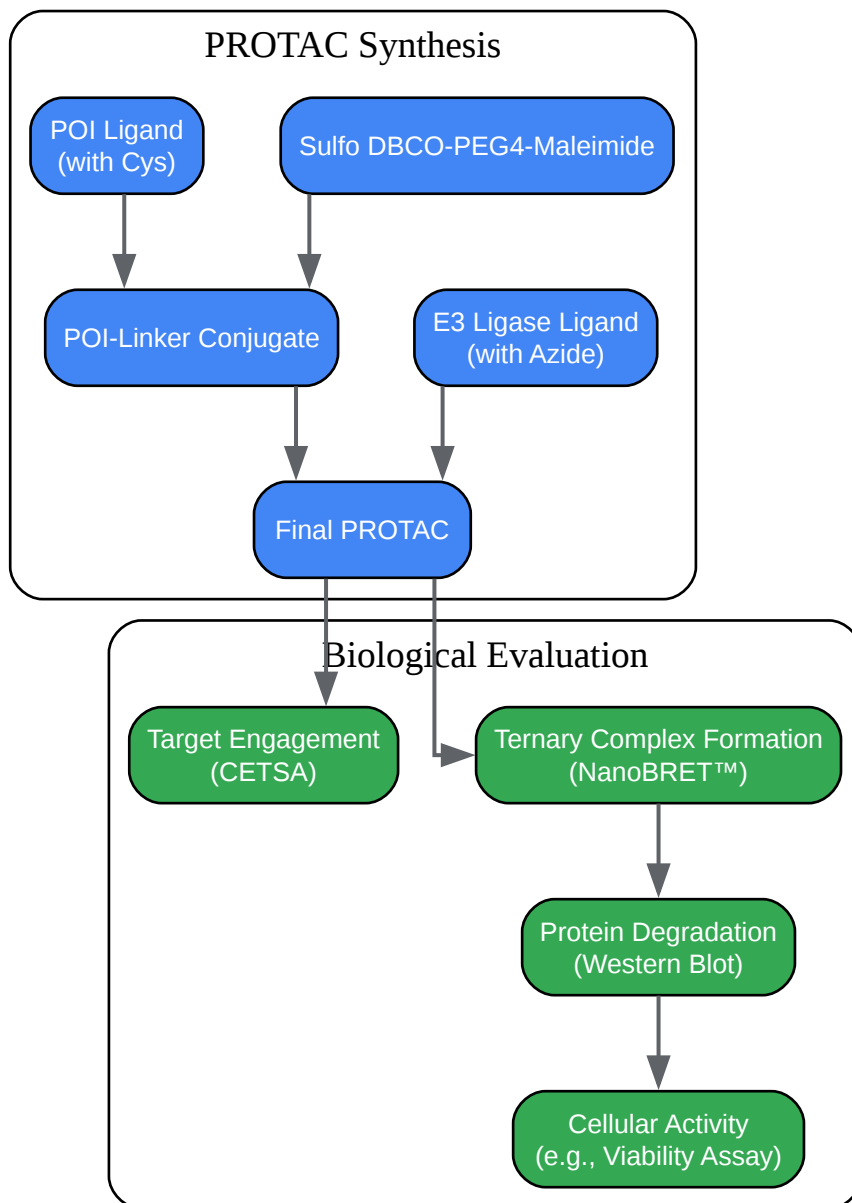 PROTAC Synthesis
POI Ligand
(with Cys)
Sulfo DBCO-PEG4-Maleimide
POI-Linker Conjugate
E3 Ligase Ligand
(with Azide)
Final PROTAC
Biological Evaluation
Target Engagement
(CETSA)
Ternary Complex Formation
(NanoBRET™)
Protein Degradation
(Western Blot)
Cellular Activity
(e.g., Viability Assay)